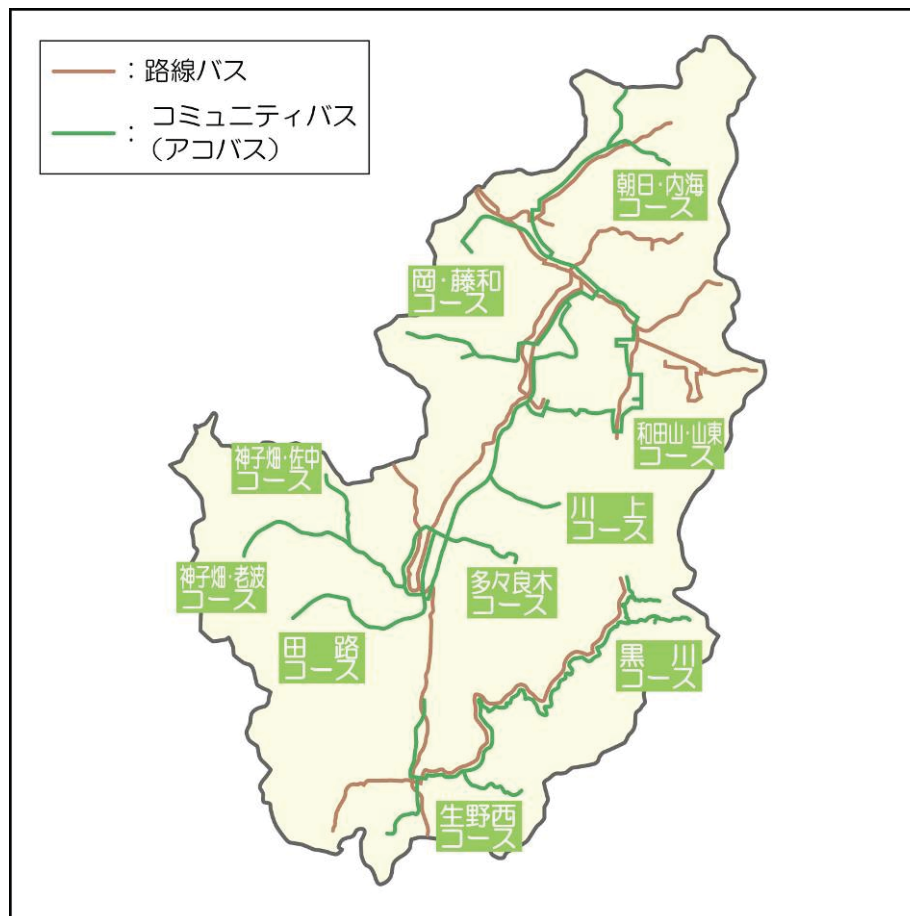 ：路線バス
：コミュニティバス
（アコバス）
朝日・内海
コース
岡・藤和
コース
和田山・山東
コース
神子畑・佐中
コース
川　上
コース
神子畑・老波
コース
多々良木
コース
田　路
コース
黒　川
コース
生野西
コース